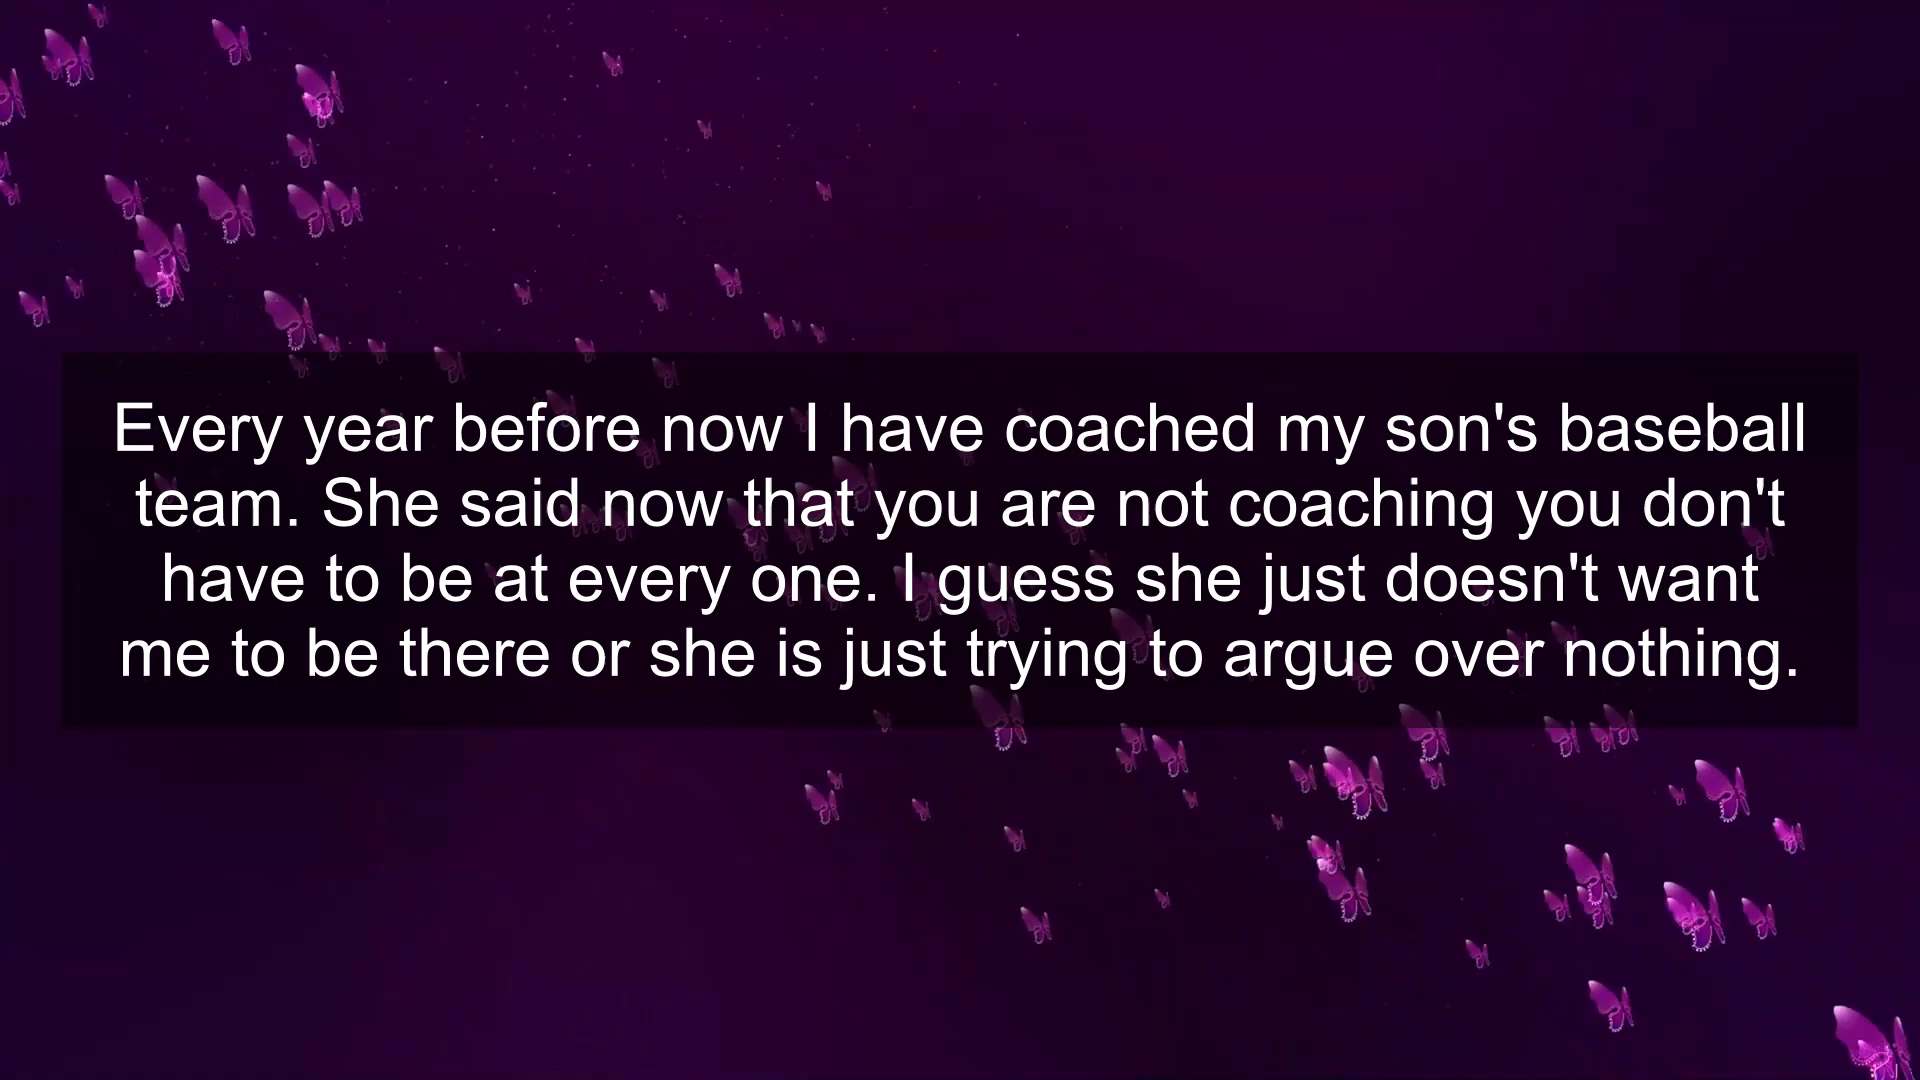 Every year before now I have coached my son's baseball
team. She said now that you are not coaching you don't
have to be at every one. I guess she just doesn't want
me to be there or she is just trying to argue over nothing.